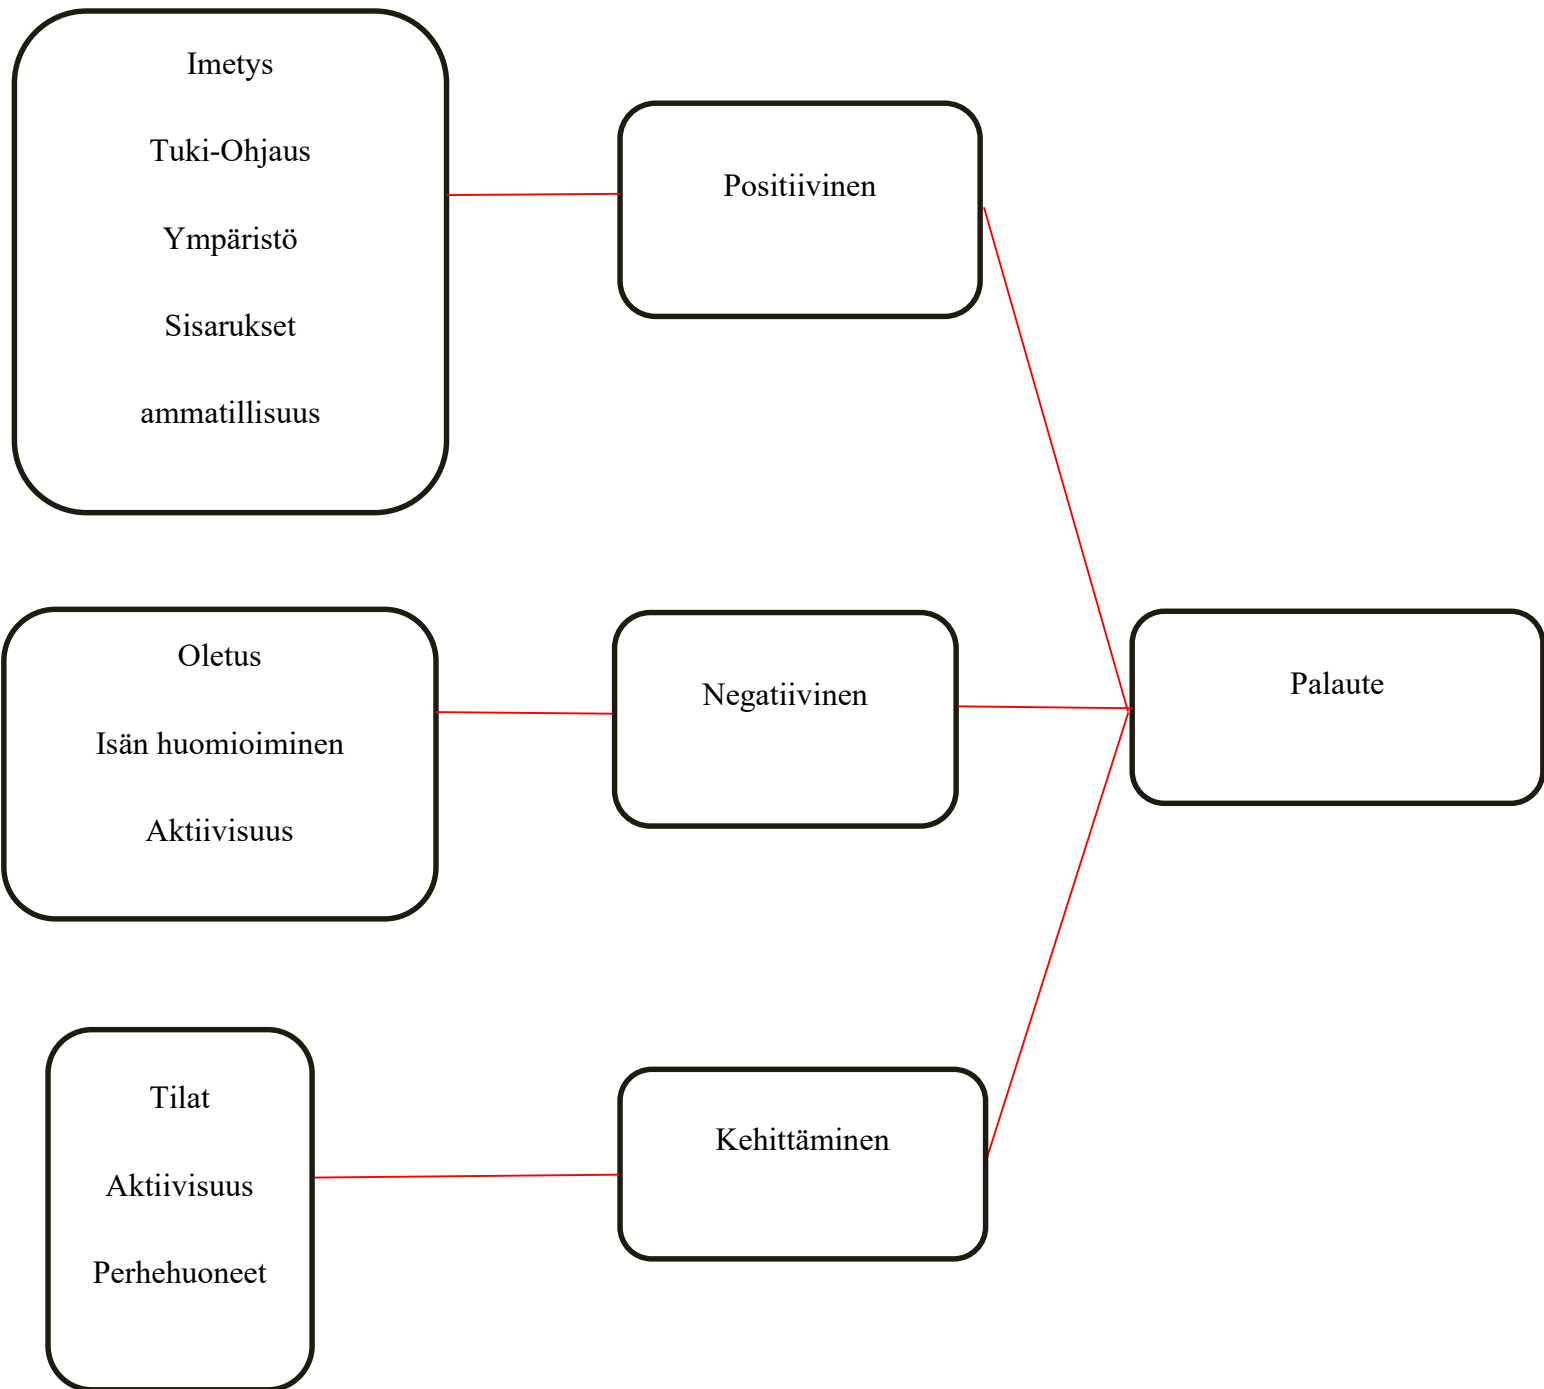 Imetys
Tuki-Ohjaus
Ympäristö
Sisarukset
ammatillisuus
Positiivinen
Oletus
Isän huomioiminen
Aktiivisuus
Negatiivinen
Palaute
Tilat
Aktiivisuus
Perhehuoneet
Kehittäminen